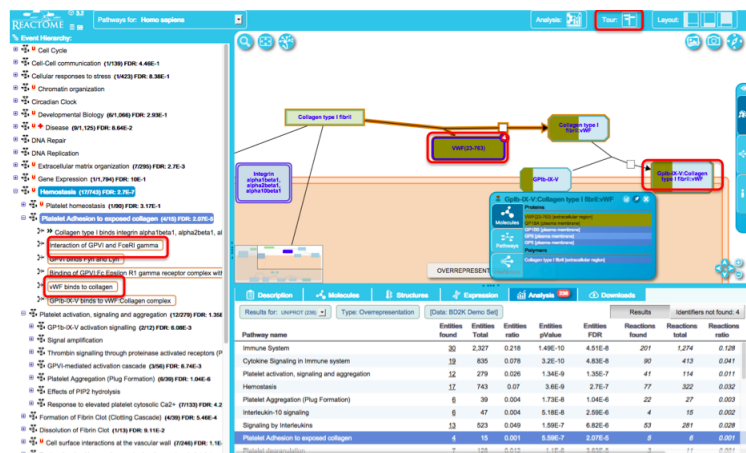 REACTOME
Pathways for: Homo sapiens
Analysis:
Tour:
Layout:
Event Hierarchy:
Cell Cycle
Cell-Cell communication (1/139) FDR: 4.46E-1
Cellular responses to stress (1/423) FDR: 8.38E-1
Chromatin organization
Circadian Clock
Developmental Biology (6/1,066) FDR: 2.93E-1
Disease (9/1,125) FDR: 8.64E-2
DNA Repair
DNA Replication
Extracellular matrix organization (7/295) FDR: 2.7E-3
Gene Expression (1/1,794) FDR: 10E-1
Hemostasis (17/743) FDR: 2.7E-7
Platelet homeostasis (1/90) FDR: 3.17E-1
Platelet Adhesion to exposed collagen (4/15) FDR: 2.07E-5
Collagen type I binds integrin alpha1beta1, alpha2beta1, al
Interaction of GPVI and FceRI gamma
GPVI binds Fyn and Lyn
Binding of GPVI:Fc Epsilon R1 gamma receptor complex with
vWF binds to collagen
GPIb-IX-V binds to vWF:Collagen complex
Platelet activation, signaling and aggregation (12/279) FDR: 1.35E
GP1b-IX-V activation signalling (2/12) FDR: 8.08E-3
Signal amplification
Thrombin signalling through proteinase activated receptors (P
GPVI-mediated activation cascade (3/56) FDR: 8.74E-3
Platelet Aggregation (Plug Formation) (6/39) FDR: 1.04E-6
Effects of PIP2 hydrolysis
Response to elevated platelet cytosolic Ca2+ (7/133) FDR: 4.2
Formation of Fibrin Clot (Clotting Cascade) (4/39) FDR: 5.46E-4
Dissolution of Fibrin Clot (1/13) FDR: 9.11E-2
Cell surface interactions at the vascular wall (7/246) FDR: 1.1E-
Collagen type I fibril
Collagen type I
fibril:vWF
VWF(23-763)
Integrin
alpha1beta1,
alpha2beta1,
alpha10beta1
GPIb-IX-V
GpIb-IX-V:Collagen
type I fibril:vWF
GpIb-IX-V:Collagen type I fibril:vWF
Molecules
Pathways
Proteins
VWF(23-763) [extracellular region]
GP1BA [plasma membrane]
GP1BB [plasma membrane]
GP5 [plasma membrane]
GP9 [plasma membrane]
Polymers
Collagen type I fibril [extracellular region]
OVERREPRESENT
Description
Molecules
Structures
Expression
Analysis
Downloads
Results for: UNIPROT (236)
Type: Overrepresentation
[Data: BD2K Demo Set]
Results
Identifiers not found: 4
Pathway name Entities found Entities Total Entities ratio Entities pValue Entities FDR Reactions found Reactions total Reactions ratio
Immune System 30 2,327 0.218 1.49E-10 4.51E-8 201 1,274 0.128
Cytokine Signaling in Immune system 19 835 0.078 3.2E-10 4.83E-8 90 413 0.041
Platelet activation, signaling and aggregation 12 279 0.026 1.34E-9 1.35E-7 41 114 0.011
Hemostasis 17 743 0.07 3.6E-9 2.7E-7 77 322 0.032
Platelet Aggregation (Plug Formation) 6 39 0.004 1.73E-8 1.04E-6 22 27 0.003
Interleukin-10 signaling 6 47 0.004 5.18E-8 2.59E-6 4 15 0.002
Signaling by Interleukins 13 523 0.049 1.59E-7 6.82E-6 53 281 0.028
Platelet Adhesion to exposed collagen 4 15 0.001 5.59E-7 2.07E-5 5 6 0.001
Platelet degranulation